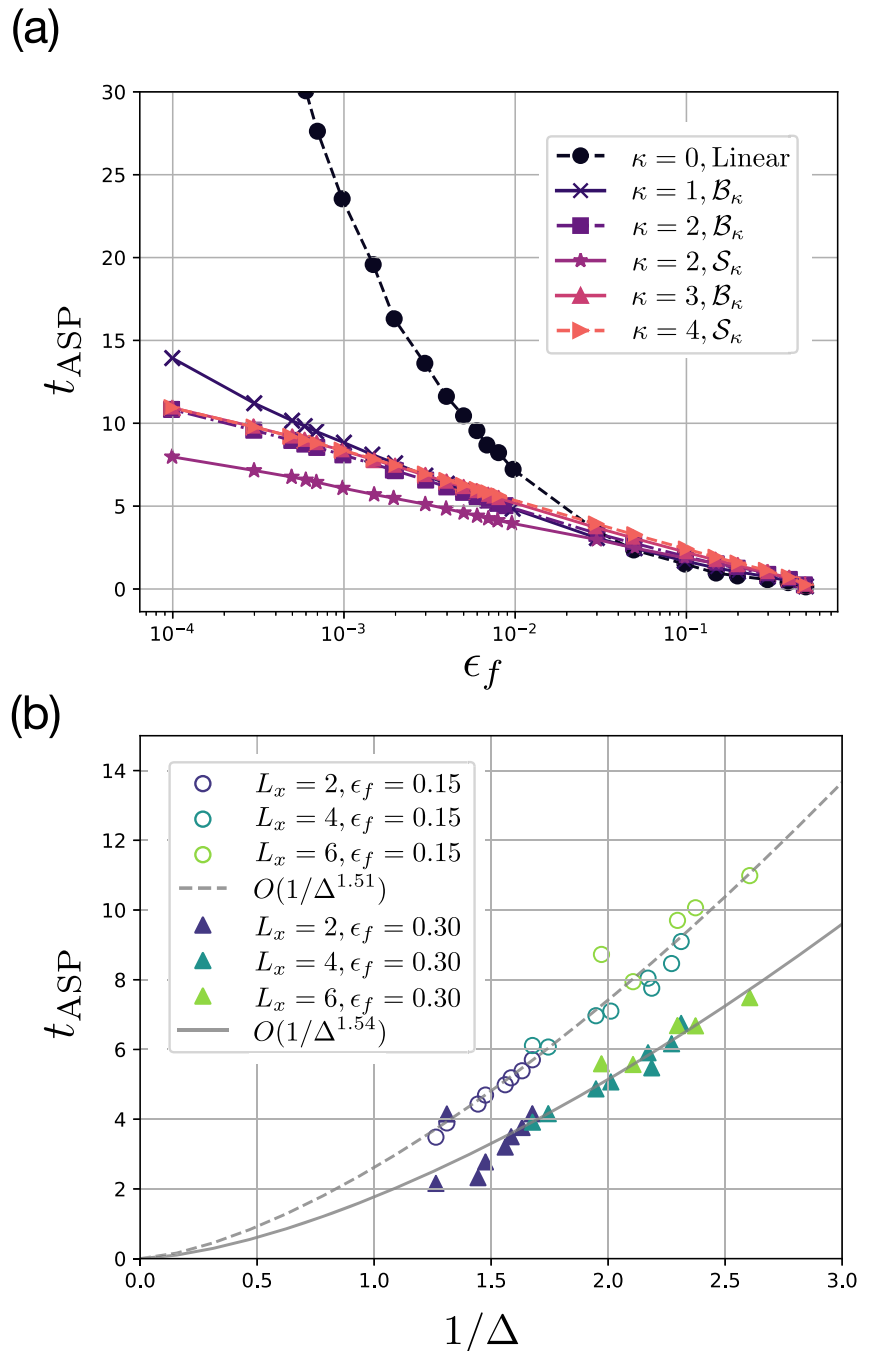 (a)
30
25
20
15
10
5
0
t_ASP
κ = 0, Linear
κ = 1, ℬ_κ
κ = 2, ℬ_κ
κ = 2, 𝒮_κ
κ = 3, ℬ_κ
κ = 4, 𝒮_κ
10⁻⁴ 10⁻³ 10⁻² 10⁻¹
ϵ_f
(b)
14
12
10
8
6
4
2
0
t_ASP
L_x = 2, ϵ_f = 0.15
L_x = 4, ϵ_f = 0.15
L_x = 6, ϵ_f = 0.15
O(1/Δ^1.51)
L_x = 2, ϵ_f = 0.30
L_x = 4, ϵ_f = 0.30
L_x = 6, ϵ_f = 0.30
O(1/Δ^1.54)
0.0 0.5 1.0 1.5 2.0 2.5 3.0
1/Δ